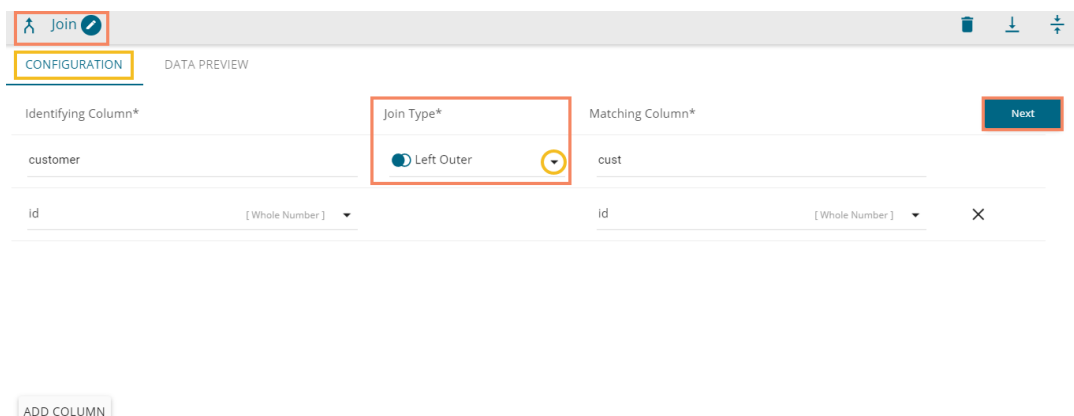 Join
CONFIGURATION DATA PREVIEW
Identifying Column* Join Type* Matching Column* Next
customer Left Outer cust
id [ Whole Number ] id [ Whole Number ]
ADD COLUMN